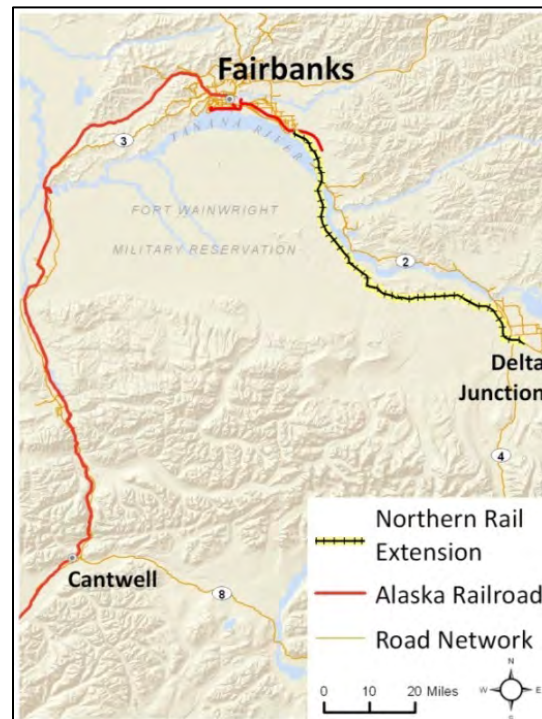 Fairbanks
3
TANANA RIVER
FORT WAINWRIGHT
MILITARY RESERVATION
2
Delta
Junction
4
Cantwell
8
Northern Rail
Extension
Alaska Railroad
Road Network
0 10 20 Miles
N
W E
S